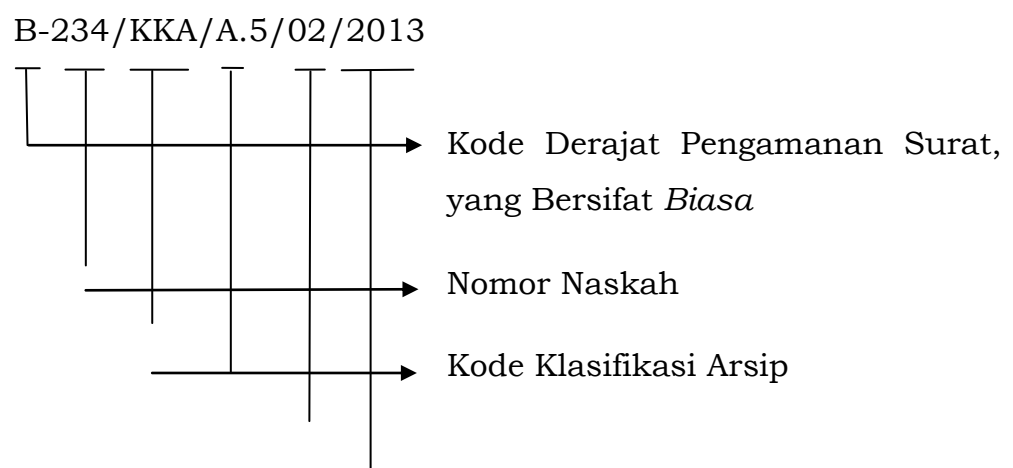 B-234/KKA/A.5/02/2013
Kode Derajat Pengamanan Surat,
yang Bersifat Biasa
Nomor Naskah
Kode Klasifikasi Arsip